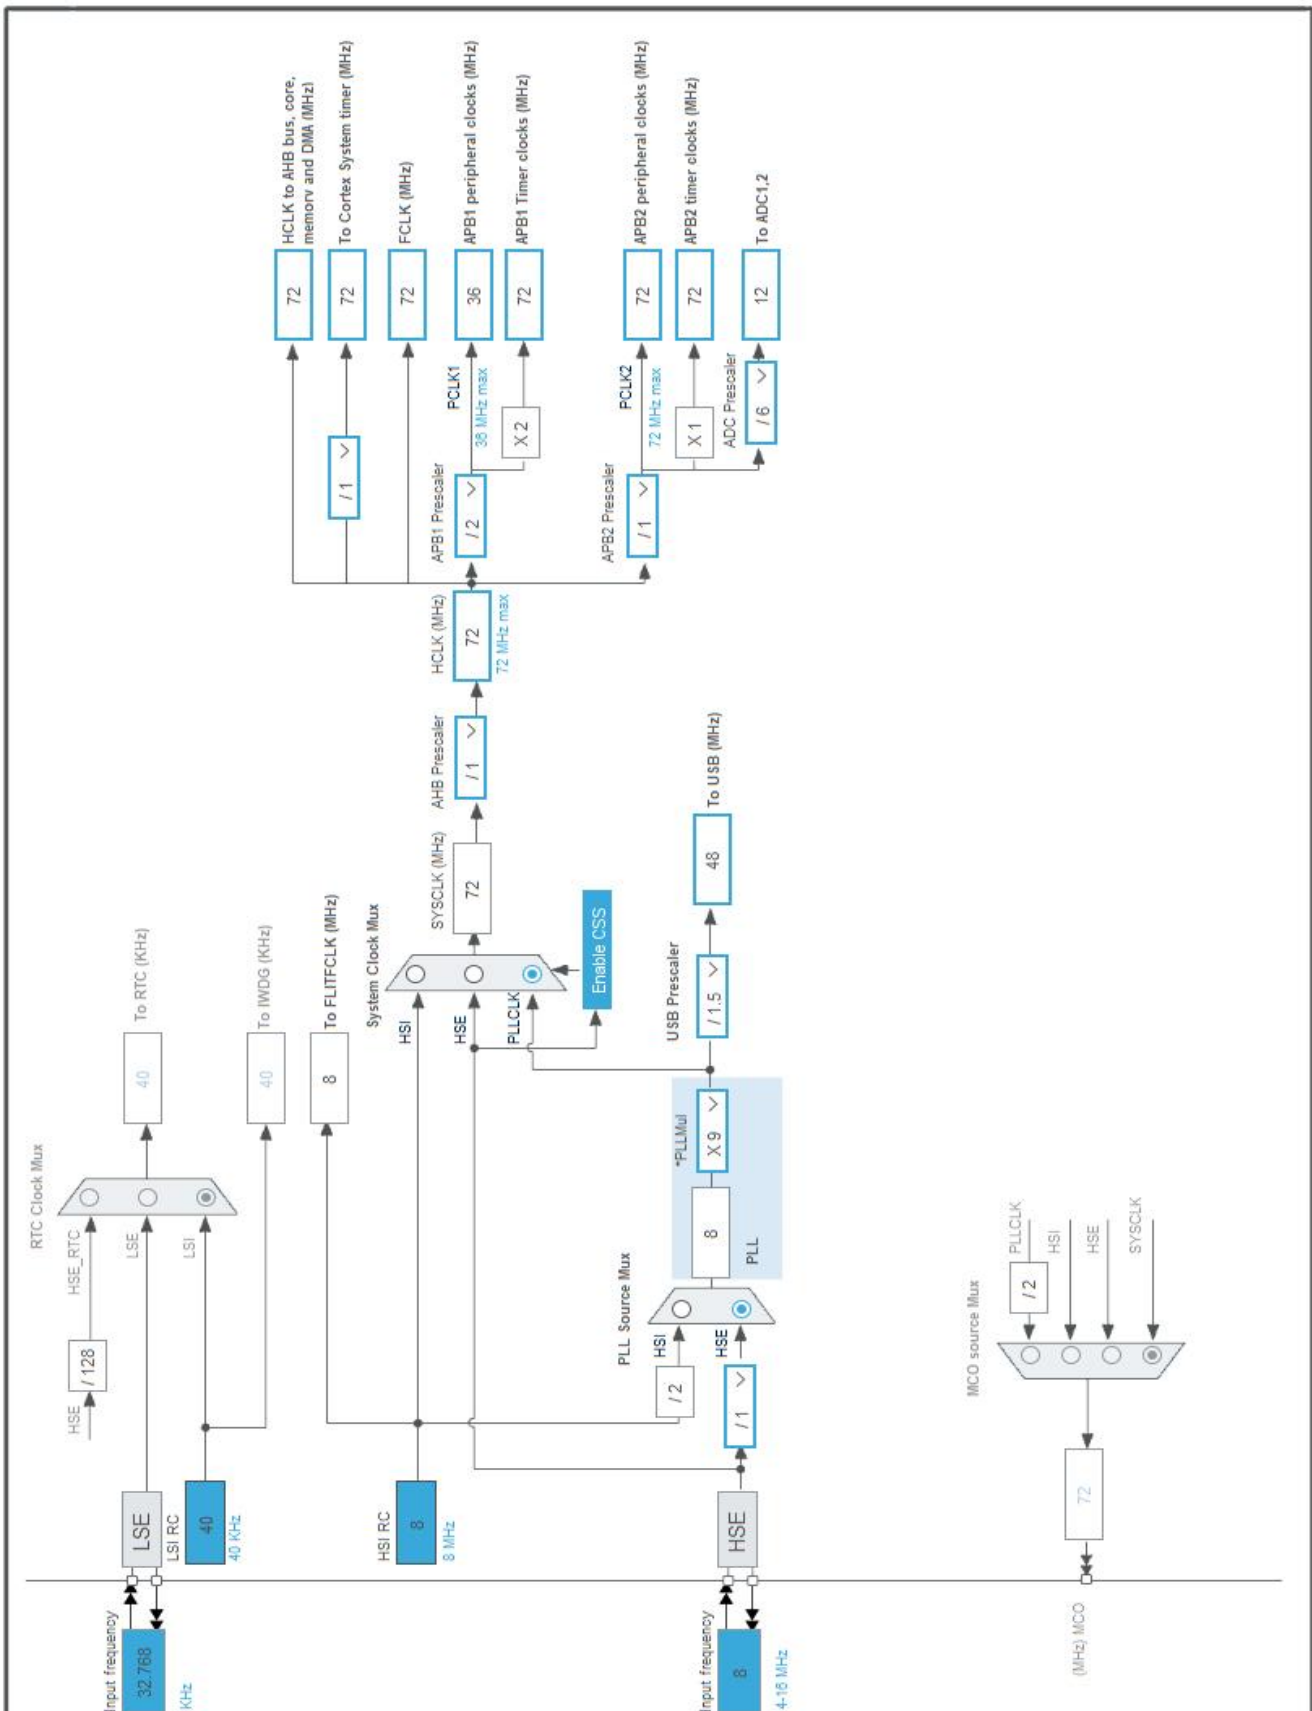 Input frequency
32.768
KHz
LSE
LSI RC
40
40 KHz
HSE
/ 128
HSE_RTC
LSE
LSI
RTC Clock Mux
40
To RTC (KHz)
40
To IWDG (KHz)
8
To FLITFCLK (MHz)
HSI RC
8
8 MHz
Input frequency
8
4-16 MHz
HSE
/ 1
/ 2
HSI
HSE
PLL Source Mux
8
PLL
*PLLMul
X 9
USB Prescaler
/ 1.5
48
To USB (MHz)
HSI
HSE
PLLCLK
System Clock Mux
Enable CSS
SYSCLK (MHz)
72
AHB Prescaler
/ 1
HCLK (MHz)
72
72 MHz max
72
HCLK to AHB bus, core,
memory and DMA (MHz)
/ 1
72
To Cortex System timer (MHz)
72
FCLK (MHz)
APB1 Prescaler
/ 2
PCLK1
36 MHz max
36
APB1 peripheral clocks (MHz)
X 2
72
APB1 Timer clocks (MHz)
APB2 Prescaler
/ 1
PCLK2
72 MHz max
72
APB2 peripheral clocks (MHz)
X 1
72
APB2 timer clocks (MHz)
ADC Prescaler
/ 6
12
To ADC1,2
(MHz) MCO
72
MCO source Mux
/ 2
PLLCLK
HSI
HSE
SYSCLK